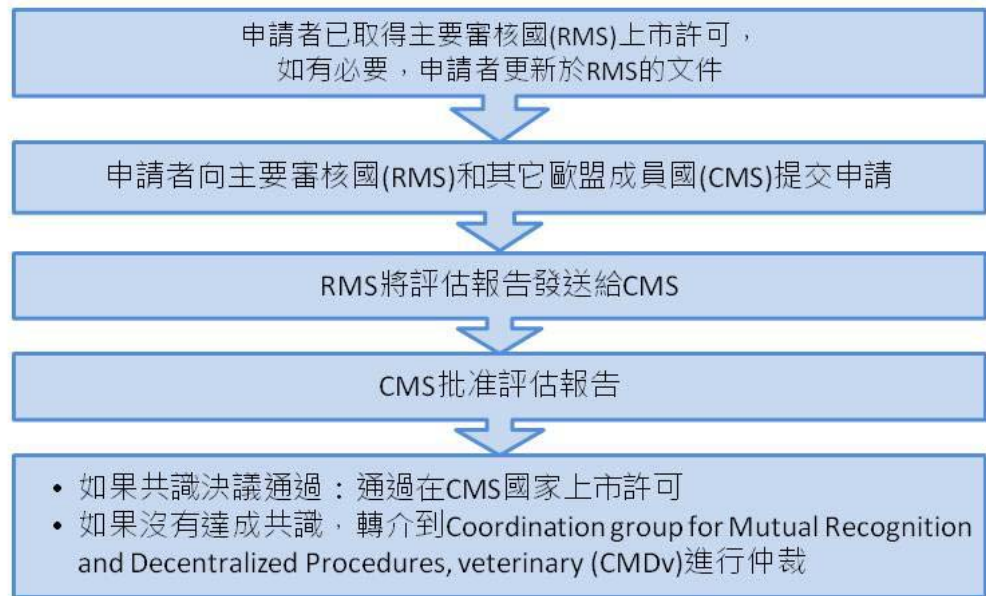 申請者已取得主要審核國(RMS)上市許可，
如有必要，申請者更新於RMS的文件
申請者向主要審核國(RMS)和其它歐盟成員國(CMS)提交申請
RMS將評估報告發送給CMS
CMS批准評估報告
• 如果共識決議通過：通過在CMS國家上市許可
• 如果沒有達成共識，轉介到Coordination group for Mutual Recognition
and Decentralized Procedures, veterinary (CMDv)進行仲裁